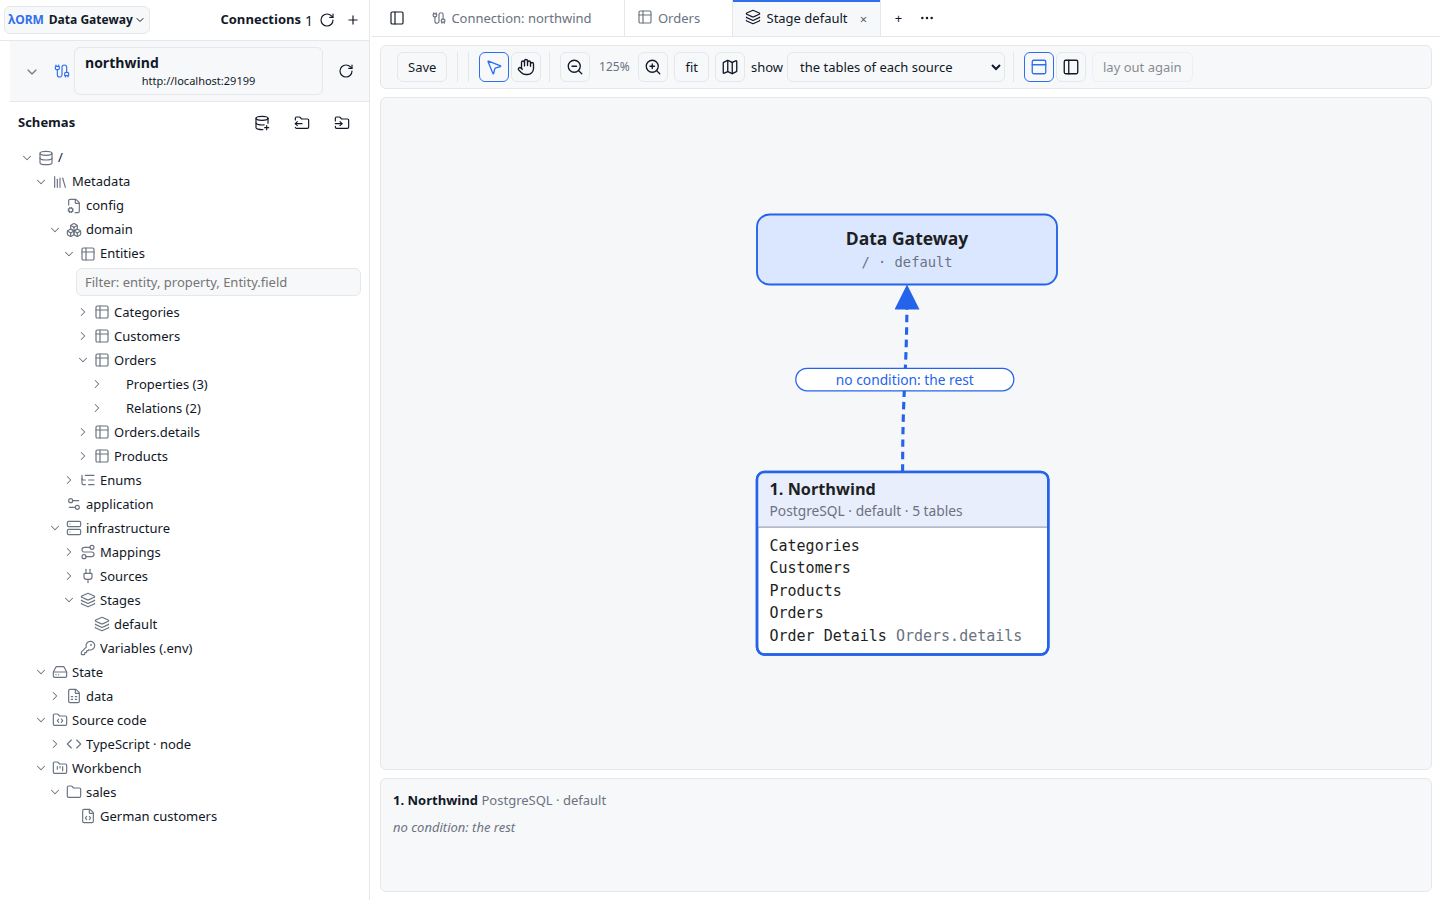 λORM Data Gateway
Connections 1
northwind
http://localhost:29199
Schemas
/
Metadata
config
domain
Entities
Filter: entity, property, Entity.field
Categories
Customers
Orders
Properties (3)
Relations (2)
Orders.details
Products
Enums
application
infrastructure
Mappings
Sources
Stages
default
Variables (.env)
State
data
Source code
TypeScript · node
Workbench
sales
German customers
Connection: northwind
Orders
Stage default ×
+ ...
Save
125%
fit
show
the tables of each source
lay out again
Data Gateway
/ · default
no condition: the rest
1. Northwind
PostgreSQL · default · 5 tables
Categories
Customers
Products
Orders
Order Details Orders.details
1. Northwind PostgreSQL · default
no condition: the rest